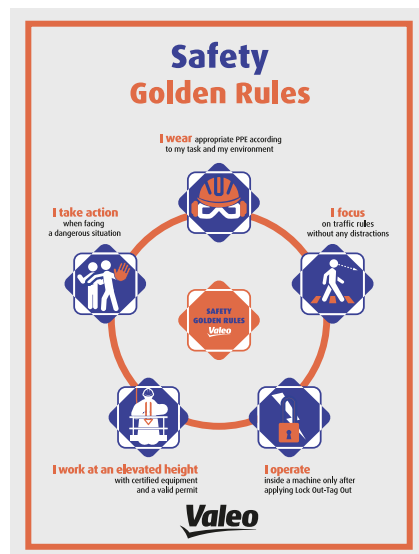 Safety
Golden Rules
I wear appropriate PPE according
to my task and my environment
I take action
when facing
a dangerous situation
I focus
on traffic rules
without any distractions
SAFETY
GOLDEN RULES
Valeo
I work at an elevated height
with certified equipment
and a valid permit
I operate
inside a machine only after
applying Lock Out-Tag Out
Valeo